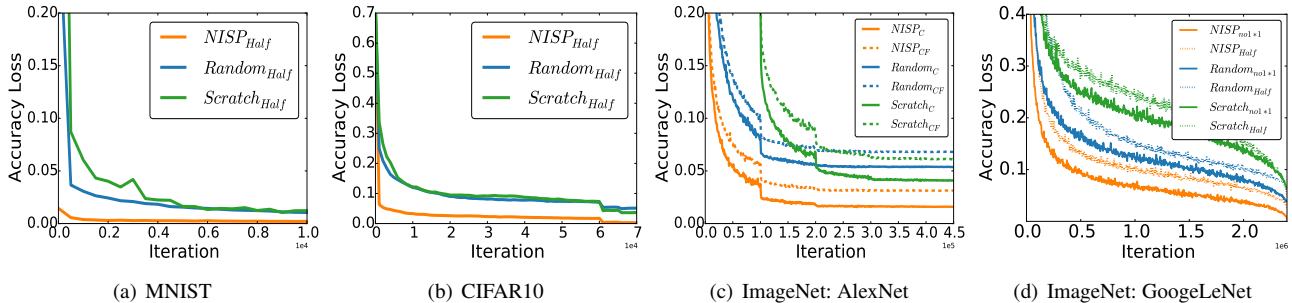 0.20
0.15
0.10
0.05
0.00
Accuracy Loss
0.0 0.2 0.4 0.6 0.8 1.0
1e4
Iteration
NISP_Half
Random_Half
Scratch_Half
(a) MNIST
0.7
0.6
0.5
0.4
0.3
0.2
0.1
0.0
Accuracy Loss
0 1 2 3 4 5 6 7
1e4
Iteration
NISP_Half
Random_Half
Scratch_Half
(b) CIFAR10
0.20
0.15
0.10
0.05
0.00
Accuracy Loss
0.0 0.5 1.0 1.5 2.0 2.5 3.0 3.5 4.0 4.5
1e5
Iteration
NISP_C
NISP_CF
Random_C
Random_CF
Scratch_C
Scratch_CF
(c) ImageNet: AlexNet
0.4
0.3
0.2
0.1
Accuracy Loss
0.0 0.5 1.0 1.5 2.0
1e6
Iteration
NISP_no1*1
NISP_Half
Random_no1*1
Random_Half
Scratch_no1*1
Scratch_Half
(d) ImageNet: GoogeLeNet